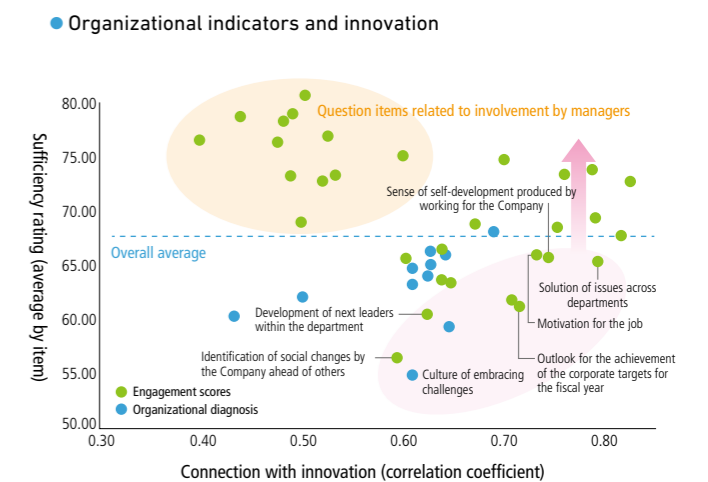 Organizational indicators and innovation
Sufficiency rating (average by item)
80.00
75.00
70.00
65.00
60.00
55.00
50.00
Question items related to involvement by managers
Sense of self-development produced by
working for the Company
Overall average
Solution of issues across
departments
Development of next leaders
within the department
Motivation for the job
Identification of social changes by
the Company ahead of others
Outlook for the achievement
of the corporate targets for
the fiscal year
Culture of embracing
challenges
Engagement scores
Organizational diagnosis
0.30
0.40
0.50
0.60
0.70
0.80
Connection with innovation (correlation coefficient)